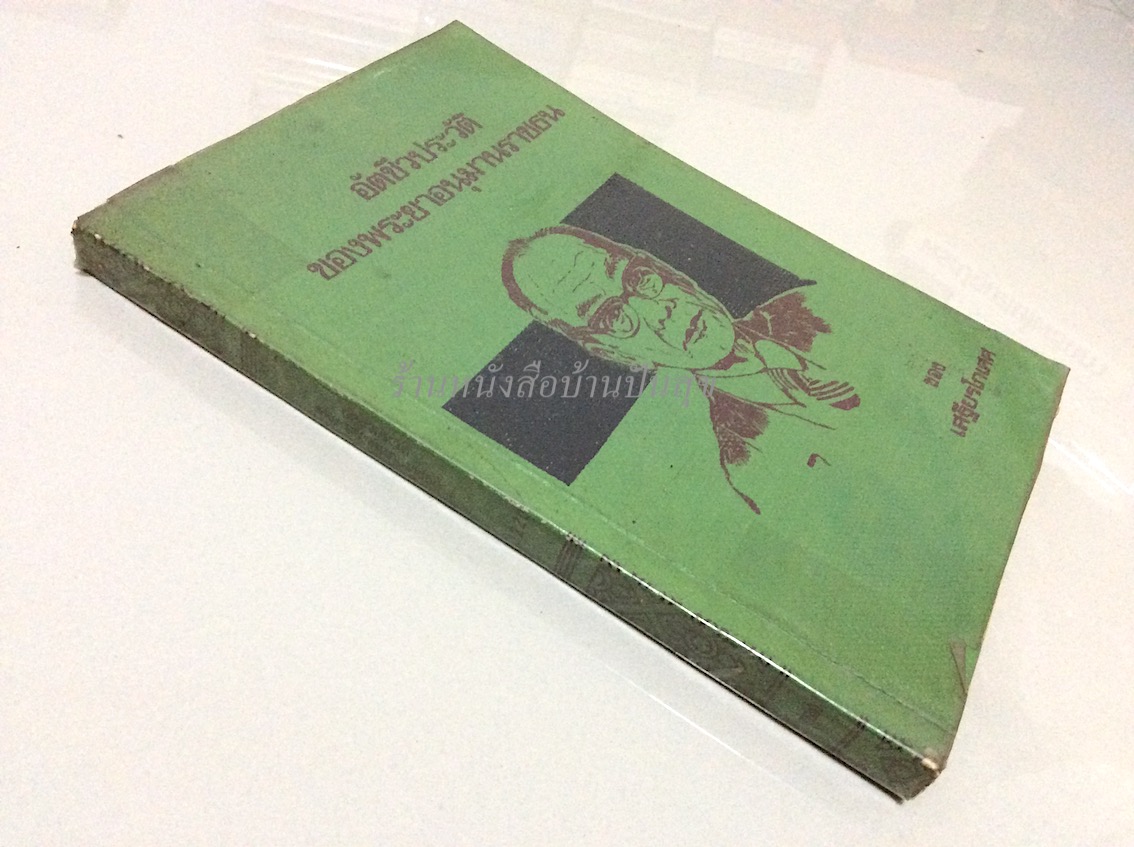 อัตชีวประวัติ
ของพระยาอนุมานราชธน
ของ
เสฐียรโกเศศ
ร้านหนังสือบ้านปันสุข